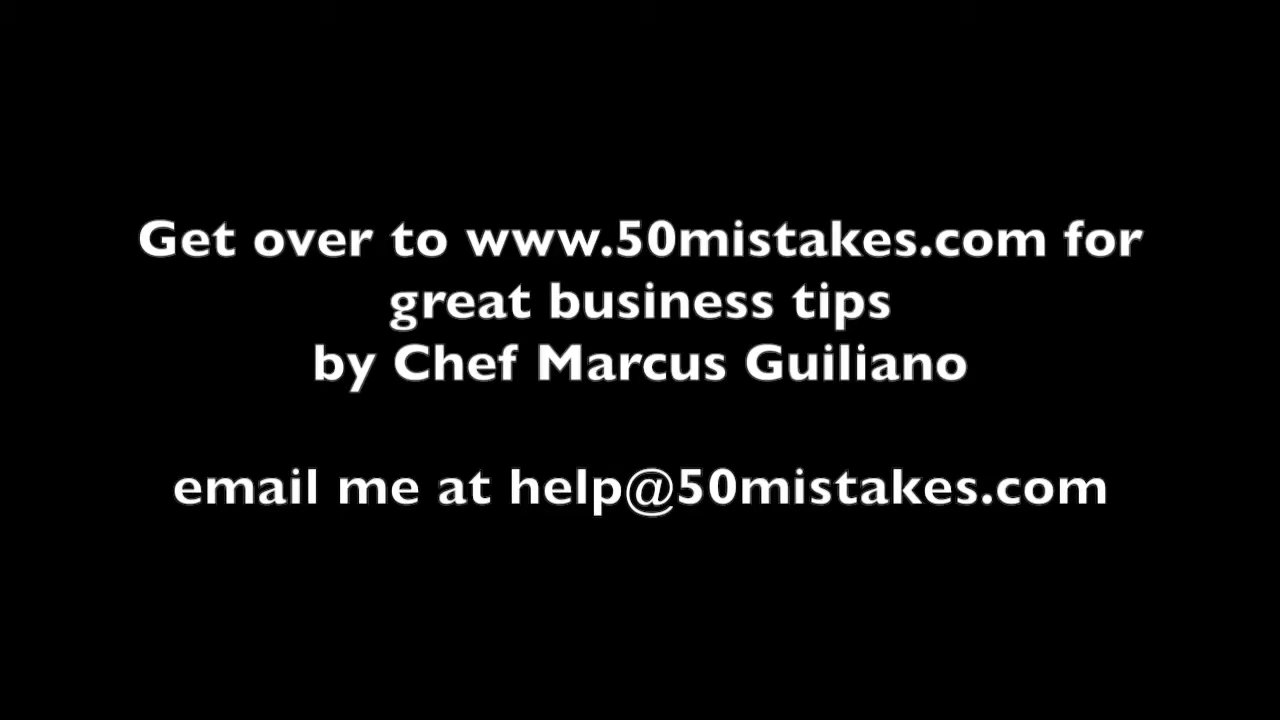 Get over to www.50mistakes.com for
great business tips
by Chef Marcus Guiliano
email me at help@50mistakes.com